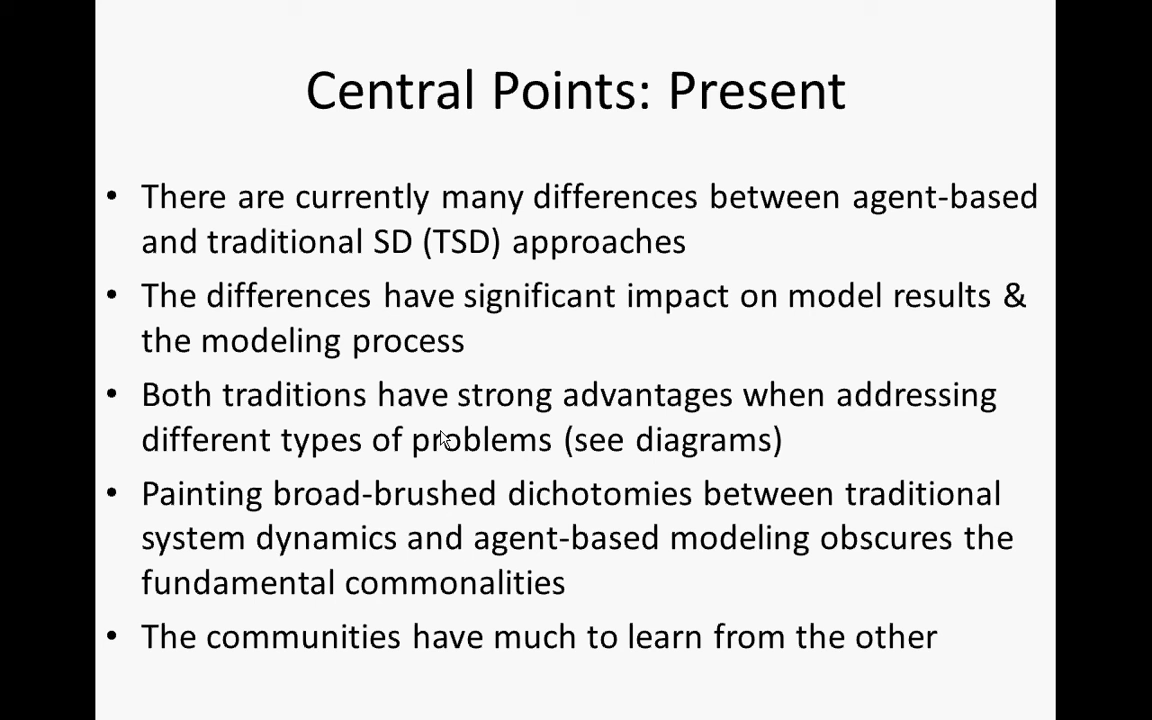 Central Points: Present
• There are currently many differences between agent-based
and traditional SD (TSD) approaches
• The differences have significant impact on model results &
the modeling process
• Both traditions have strong advantages when addressing
different types of problems (see diagrams)
• Painting broad-brushed dichotomies between traditional
system dynamics and agent-based modeling obscures the
fundamental commonalities
• The communities have much to learn from the other